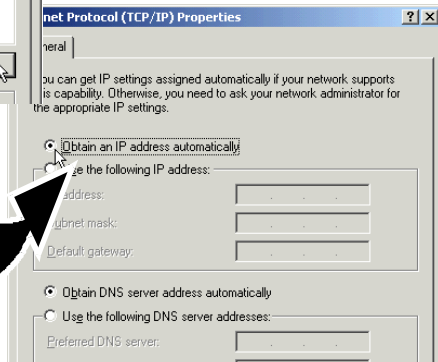 net Protocol (TCP/IP) Properties
neral
ou can get IP settings assigned automatically if your network supports
is capability. Otherwise, you need to ask your network administrator for
the appropriate IP settings.
Obtain an IP address automatically
e the following IP address:
address:
ubnet mask:
Default gateway:
Obtain DNS server address automatically
Use the following DNS server addresses:
Preferred DNS server: